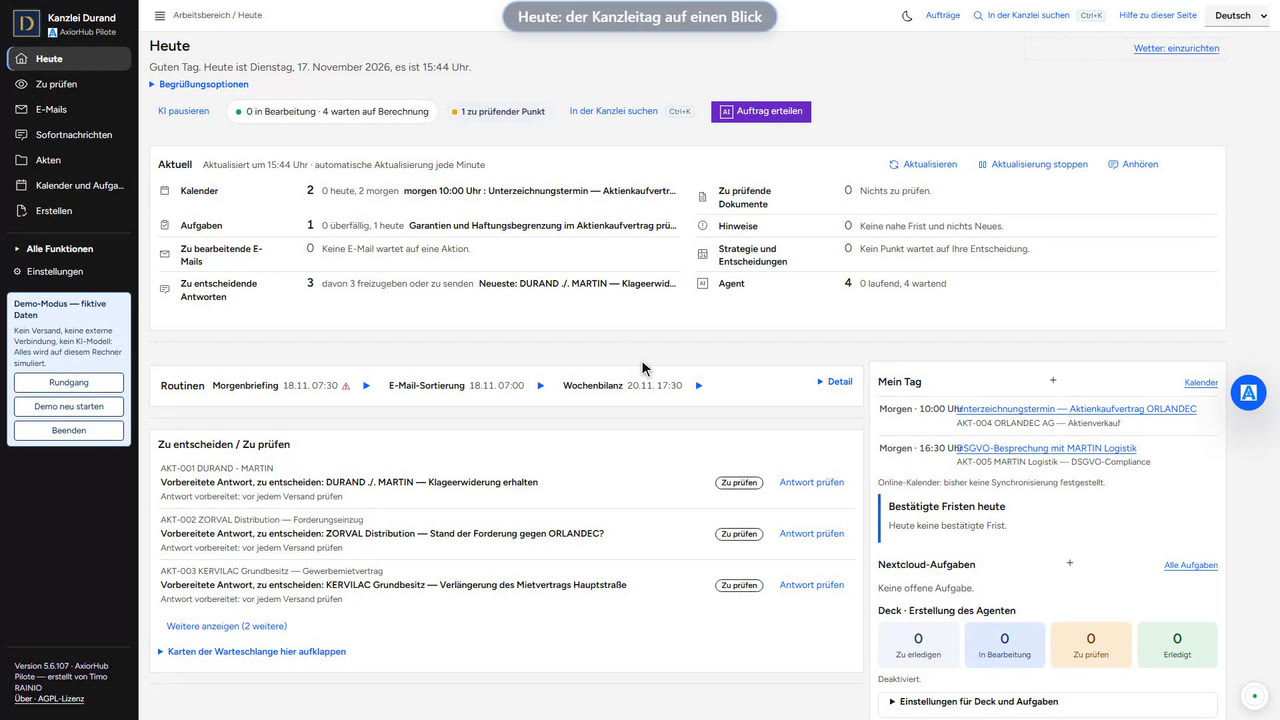 Kanzlei Durand
AxiorHub Pilote
Heute
Zu prüfen
E-Mails
Sofortnachrichten
Akten
Kalender und Aufga...
Erstellen
Alle Funktionen
Einstellungen
Demo-Modus — fiktive Daten
Kein Versand, keine externe Verbindung, kein KI-Modell: Alles wird auf diesem Rechner simuliert.
Rundgang
Demo neu starten
Beenden
Version 5.6.107 · AxiorHub Pilote — erstellt von Timo RAINIO
Über · AGPL-Lizenz
Arbeitsbereich / Heute
Heute: der Kanzleitag auf einen Blick
Aufträge
In der Kanzlei suchen Ctrl+K
Hilfe zu dieser Seite
Deutsch
Heute
Guten Tag. Heute ist Dienstag, 17. November 2026, es ist 15:44 Uhr.
Wetter: einzurichten
Begrüßungsoptionen
KI pausieren
0 in Bearbeitung · 4 warten auf Berechnung
1 zu prüfender Punkt
In der Kanzlei suchen Ctrl+K
AI Auftrag erteilen
Aktuell Aktualisiert um 15:44 Uhr · automatische Aktualisierung jede Minute
Aktualisieren
Aktualisierung stoppen
Anhören
Kalender 2 0 heute, 2 morgen morgen 10:00 Uhr : Unterzeichnungstermin — Aktienkaufvertr...
Aufgaben 1 0 überfällig, 1 heute Garantien und Haftungsbegrenzung im Aktienkaufvertrag prü...
Zu bearbeitende E-Mails 0 Keine E-Mail wartet auf eine Aktion.
Zu entscheidende Antworten 3 davon 3 freizugeben oder zu senden Neueste: DURAND ./. MARTIN — Klageerwid...
Zu prüfende Dokumente 0 Nichts zu prüfen.
Hinweise 0 Keine nahe Frist und nichts Neues.
Strategie und Entscheidungen 0 Kein Punkt wartet auf Ihre Entscheidung.
AI Agent 4 0 laufend, 4 wartend
Routinen Morgenbriefing 18.11. 07:30 E-Mail-Sortierung 18.11. 07:00 Wochenbilanz 20.11. 17:30 Detail
Zu entscheiden / Zu prüfen
AKT-001 DURAND - MARTIN
Vorbereitete Antwort, zu entscheiden: DURAND ./. MARTIN — Klageerwiderung erhalten
Antwort vorbereitet: vor jedem Versand prüfen
Zu prüfen
Antwort prüfen
AKT-002 ZORVAL Distribution — Forderungseinzug
Vorbereitete Antwort, zu entscheiden: ZORVAL Distribution — Stand der Forderung gegen ORLANDEC?
Antwort vorbereitet: vor jedem Versand prüfen
Zu prüfen
Antwort prüfen
AKT-003 KERVILAC Grundbesitz — Gewerbemietvertrag
Vorbereitete Antwort, zu entscheiden: KERVILAC Grundbesitz — Verlängerung des Mietvertrags Hauptstraße
Antwort vorbereitet: vor jedem Versand prüfen
Zu prüfen
Antwort prüfen
Weitere anzeigen (2 weitere)
Karten der Warteschlange hier aufklappen
Mein Tag
Kalender
Morgen · 10:00 Uhr Unterzeichnungstermin — Aktienkaufvertrag ORLANDEC
AKT-004 ORLANDEC AG — Aktienverkauf
Morgen · 16:30 Uhr DSGVO-Besprechung mit MARTIN Logistik
AKT-005 MARTIN Logistik — DSGVO-Compliance
Online-Kalender: bisher keine Synchronisierung festgestellt.
Bestätigte Fristen heute
Heute keine bestätigte Frist.
Nextcloud-Aufgaben
Alle Aufgaben
Keine offene Aufgabe.
Deck · Erstellung des Agenten
0 Zu erledigen
0 In Bearbeitung
0 Zu prüfen
0 Erledigt
Deaktiviert.
Einstellungen für Deck und Aufgaben